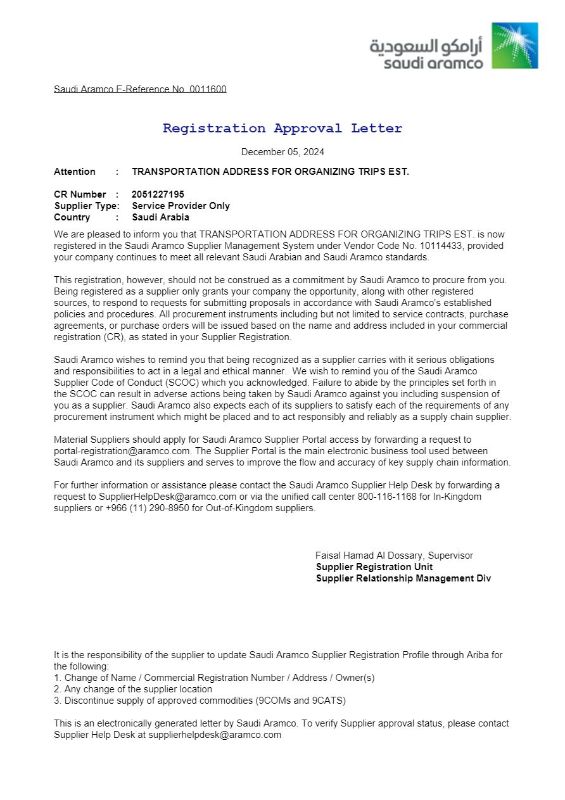 أرامكو السعودية
saudi aramco
Saudi Aramco E-Reference No. 0011600
Registration Approval Letter
December 05, 2024
Attention : TRANSPORTATION ADDRESS FOR ORGANIZING TRIPS EST.
CR Number : 2051227195
Supplier Type: Service Provider Only
Country : Saudi Arabia
We are pleased to inform you that TRANSPORTATION ADDRESS FOR ORGANIZING TRIPS EST. is now
registered in the Saudi Aramco Supplier Management System under Vendor Code No. 10114433, provided
your company continues to meet all relevant Saudi Arabian and Saudi Aramco standards.
This registration, however, should not be construed as a commitment by Saudi Aramco to procure from you.
Being registered as a supplier only grants your company the opportunity, along with other registered
sources, to respond to requests for submitting proposals in accordance with Saudi Aramco's established
policies and procedures. All procurement instruments including but not limited to service contracts, purchase
agreements, or purchase orders will be issued based on the name and address included in your commercial
registration (CR), as stated in your Supplier Registration.
Saudi Aramco wishes to remind you that being recognized as a supplier carries with it serious obligations
and responsibilities to act in a legal and ethical manner. We wish to remind you of the Saudi Aramco
Supplier Code of Conduct (SCOC) which you acknowledged. Failure to abide by the principles set forth in
the SCOC can result in adverse actions being taken by Saudi Aramco against you including suspension of
you as a supplier. Saudi Aramco also expects each of its suppliers to satisfy each of the requirements of any
procurement instrument which might be placed and to act responsibly and reliably as a supply chain supplier.
Material Suppliers should apply for Saudi Aramco Supplier Portal access by forwarding a request to
portal-registration@aramco.com. The Supplier Portal is the main electronic business tool used between
Saudi Aramco and its suppliers and serves to improve the flow and accuracy of key supply chain information.
For further information or assistance please contact the Saudi Aramco Supplier Help Desk by forwarding a
request to SupplierHelpDesk@aramco.com or via the unified call center 800-116-1168 for In-Kingdom
suppliers or +966 (11) 290-8950 for Out-of-Kingdom suppliers.
Faisal Hamad Al Dossary, Supervisor
Supplier Registration Unit
Supplier Relationship Management Div
It is the responsibility of the supplier to update Saudi Aramco Supplier Registration Profile through Ariba for
the following:
1. Change of Name / Commercial Registration Number / Address / Owner(s)
2. Any change of the supplier location
3. Discontinue supply of approved commodities (9COMs and 9CATS)
This is an electronically generated letter by Saudi Aramco. To verify Supplier approval status, please contact
Supplier Help Desk at supplierhelpdesk@aramco.com